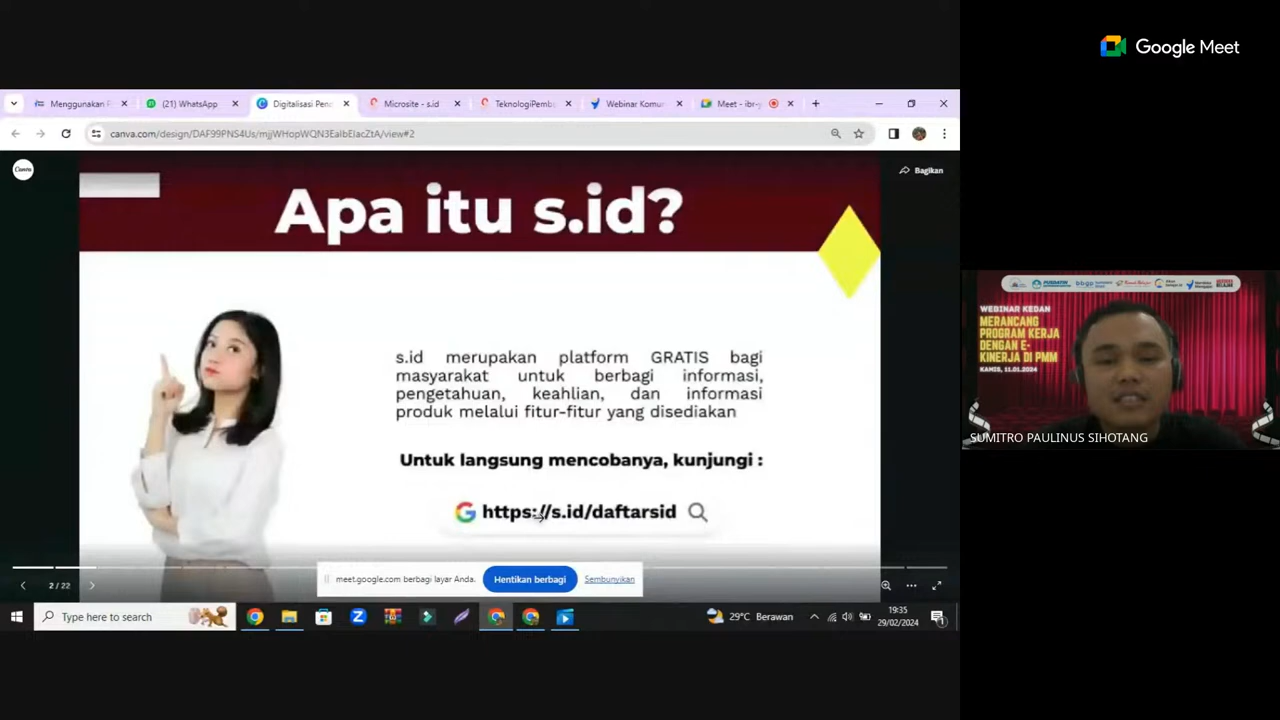 Google Meet
Menggunakan
(21) WhatsApp
Digitalisasi Pen
Microsite - s.id
TeknologiPemb
Webinar Komu
Meet - ibr-
canva.com/design/DAF99PNS4Us/mjjWHopWQN3EalbElacZtA/view#2
Canva
Bagikan
Apa itu s.id?
s.id merupakan platform GRATIS bagi
masyarakat untuk berbagi informasi,
pengetahuan, keahlian, dan informasi
produk melalui fitur-fitur yang disediakan
Untuk langsung mencobanya, kunjungi :
https://s.id/daftarsid
2 / 22
meet.google.com berbagi layar Anda.
Hentikan berbagi
Sembunyikan
Type here to search
29°C Berawan
19:35
29/02/2024
WEBINAR KEDAN
MERANCANG
PROGRAM KERJA
DENGAN E-
KINERJA DI PMM
KAMIS, 11.01.2024
SUMITRO PAULINUS SIHOTANG